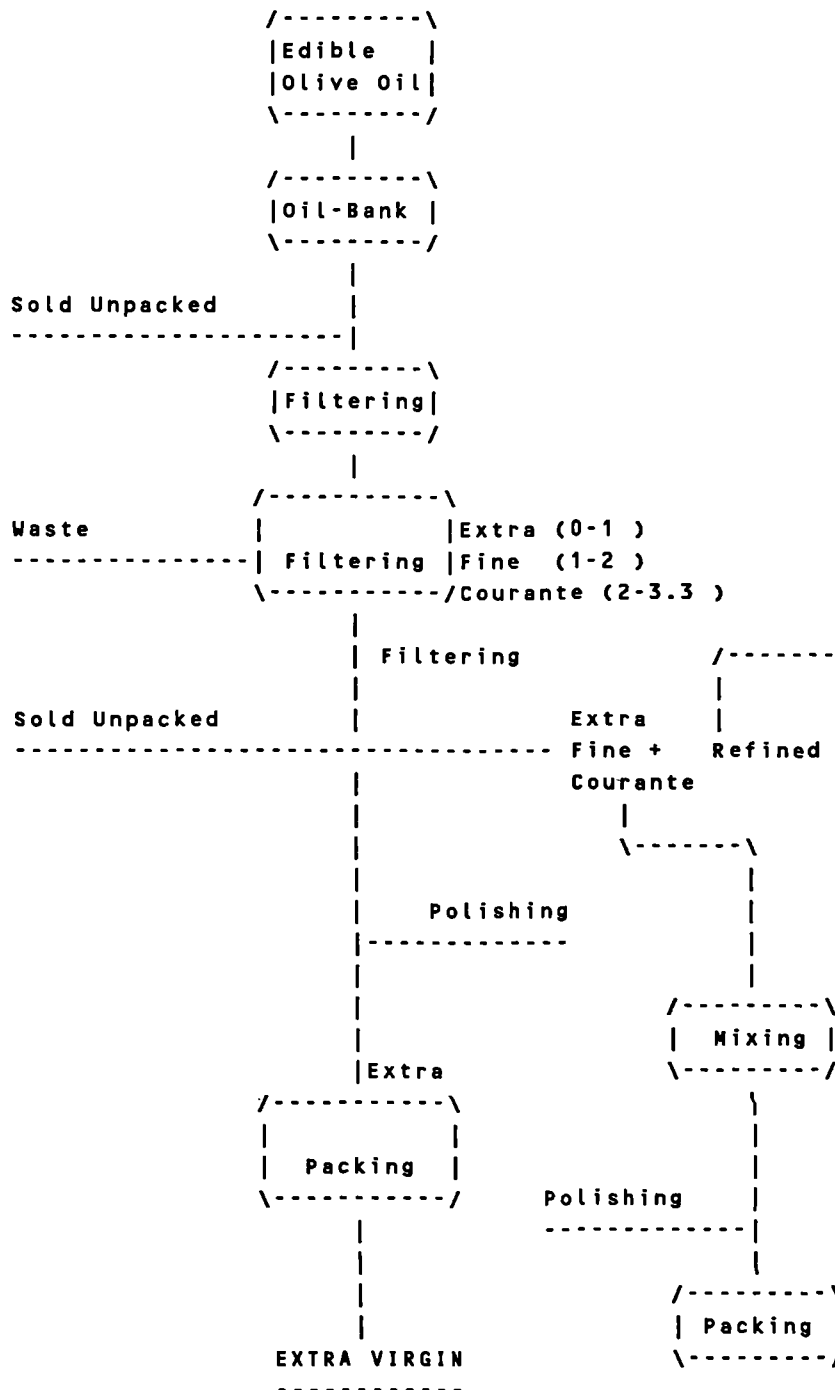 Edible
Olive Oil
Oil-Bank
Sold Unpacked
Filtering
Waste
Filtering
Extra (0-1 )
Fine (1-2 )
Courante (2-3.3 )
Filtering
Sold Unpacked
Extra
Fine +
Courante
Refined
Polishing
Mixing
Extra
Packing
Polishing
Packing
EXTRA VIRGIN